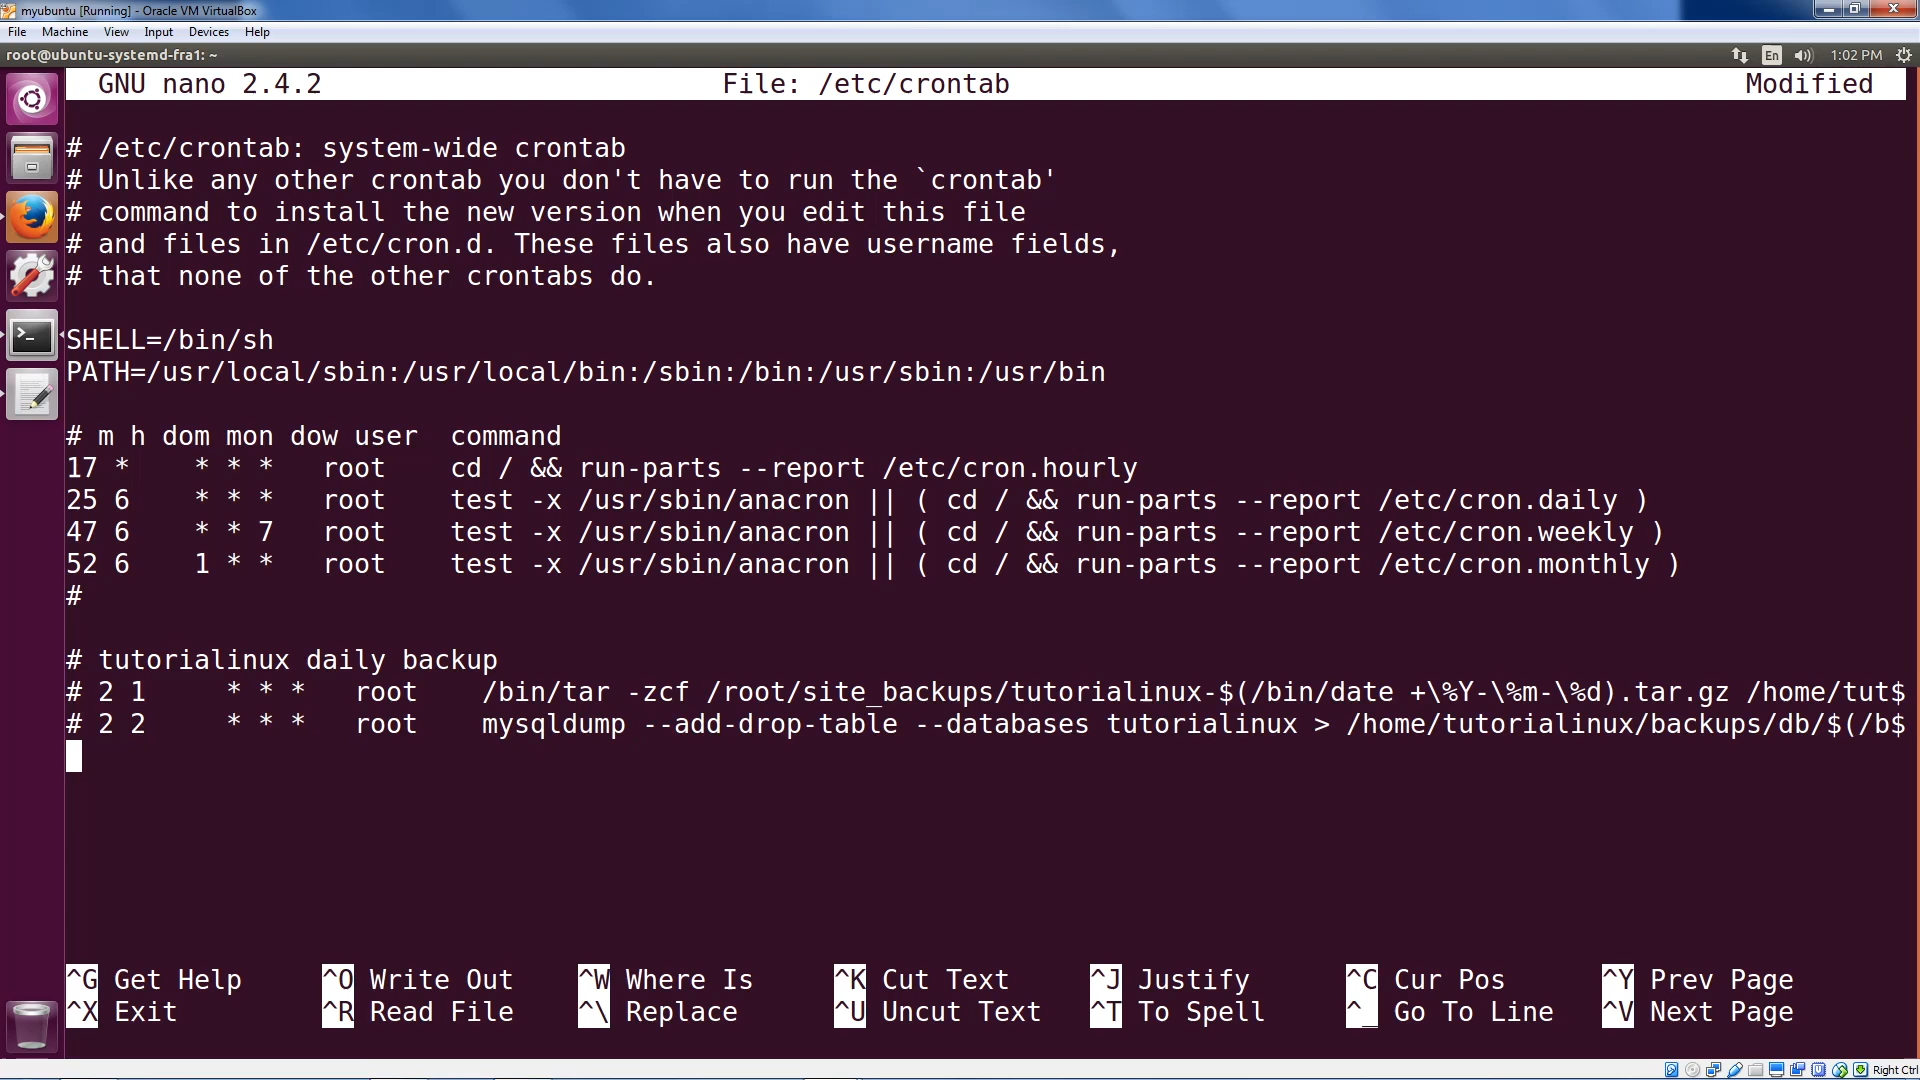 myubuntu [Running] - Oracle VM VirtualBox
File Machine View Input Devices Help
root@ubuntu-systemd-fra1: ~ En 1:02 PM
GNU nano 2.4.2 File: /etc/crontab Modified
# /etc/crontab: system-wide crontab
# Unlike any other crontab you don't have to run the `crontab'
# command to install the new version when you edit this file
# and files in /etc/cron.d. These files also have username fields,
# that none of the other crontabs do.
SHELL=/bin/sh
PATH=/usr/local/sbin:/usr/local/bin:/sbin:/bin:/usr/sbin:/usr/bin
# m h dom mon dow user  command
17 *    * * *   root    cd / && run-parts --report /etc/cron.hourly
25 6    * * *   root    test -x /usr/sbin/anacron || ( cd / && run-parts --report /etc/cron.daily )
47 6    * * 7   root    test -x /usr/sbin/anacron || ( cd / && run-parts --report /etc/cron.weekly )
52 6    1 * *   root    test -x /usr/sbin/anacron || ( cd / && run-parts --report /etc/cron.monthly )
#
# tutorialinux daily backup
# 2 1     * * *   root    /bin/tar -zcf /root/site_backups/tutorialinux-$(/bin/date +\%Y-\%m-\%d).tar.gz /home/tut$
# 2 2     * * *   root    mysqldump --add-drop-table --databases tutorialinux > /home/tutorialinux/backups/db/$(/b$
^G Get Help ^O Write Out ^W Where Is ^K Cut Text ^J Justify ^C Cur Pos ^Y Prev Page
^X Exit ^R Read File ^\ Replace ^U Uncut Text ^T To Spell ^_ Go To Line ^V Next Page
Right Ctrl